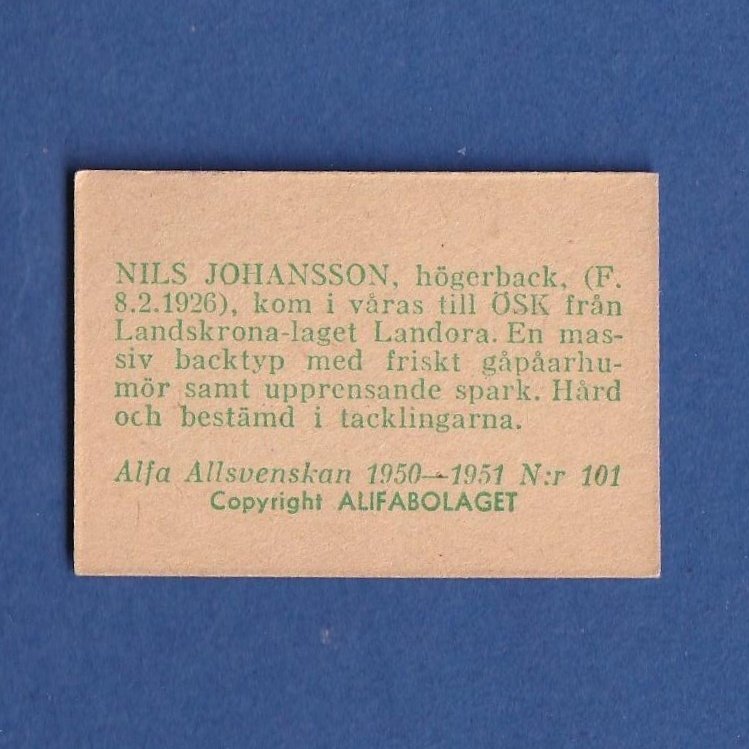 NILS JOHANSSON, högerback, (F.
8.2.1926), kom i våras till ÖSK från
Landskrona-laget Landora. En mas-
siv backtyp med friskt gåpåarhu-
mör samt upprensande spark. Hård
och bestämd i tacklingarna.
Alfa Allsvenskan 1950—1951 N:r 101
Copyright ALIFABOLAGET